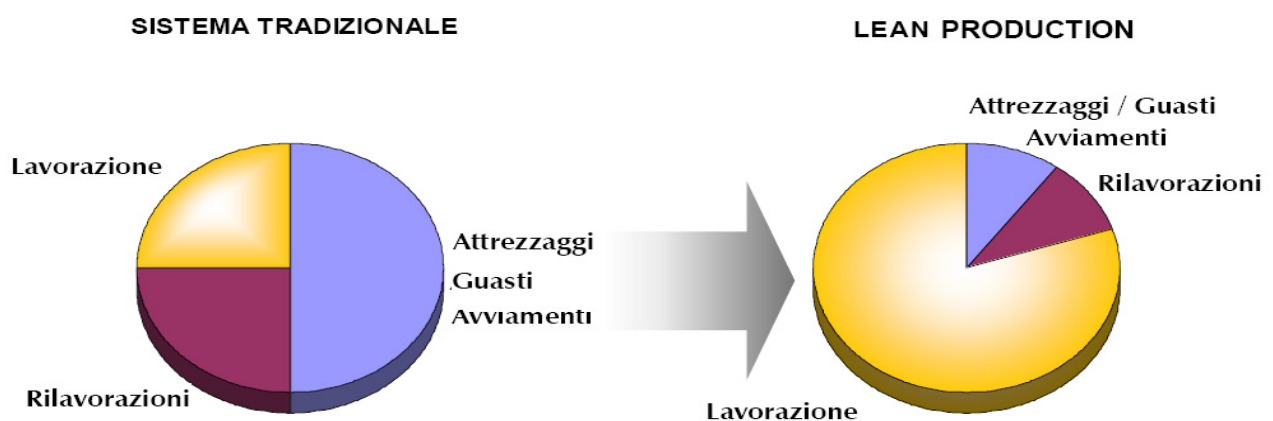 SISTEMA TRADIZIONALE
LEAN PRODUCTION
Lavorazione
Attrezzaggi
Guasti
Avviamenti
Rilavorazioni
Attrezzaggi / Guasti
Avviamenti
Rilavorazioni
Lavorazione